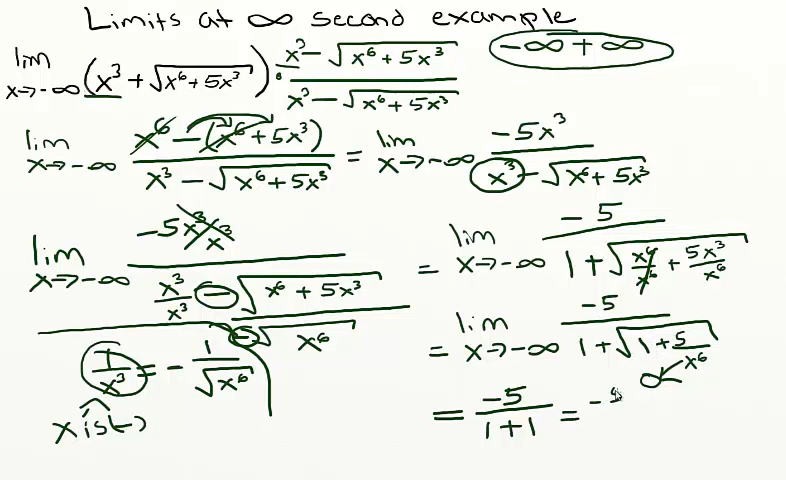 Limits at ∞ second example
lim x→-∞ (x³ + √(x⁶ + 5x³)) · (x³ - √(x⁶ + 5x³)) / (x³ - √(x⁶ + 5x³))
-∞ + ∞
lim x→-∞ (x⁶ - (x⁶ + 5x³)) / (x³ - √(x⁶ + 5x³)) = lim x→-∞ -5x³ / (x³ - √(x⁶ + 5x³))
lim x→-∞ (-5x³/x³) / (x³/x³ - √(x⁶ + 5x³) / -√(x⁶))
= lim x→-∞ -5 / (1 + √(x⁶/x⁶ + 5x³/x⁶))
1/x³ = - 1/√(x⁶)
x is (-)
= lim x→-∞ -5 / (1 + √(1 + 5/x⁶))
= -5 / (1 + 1) = -